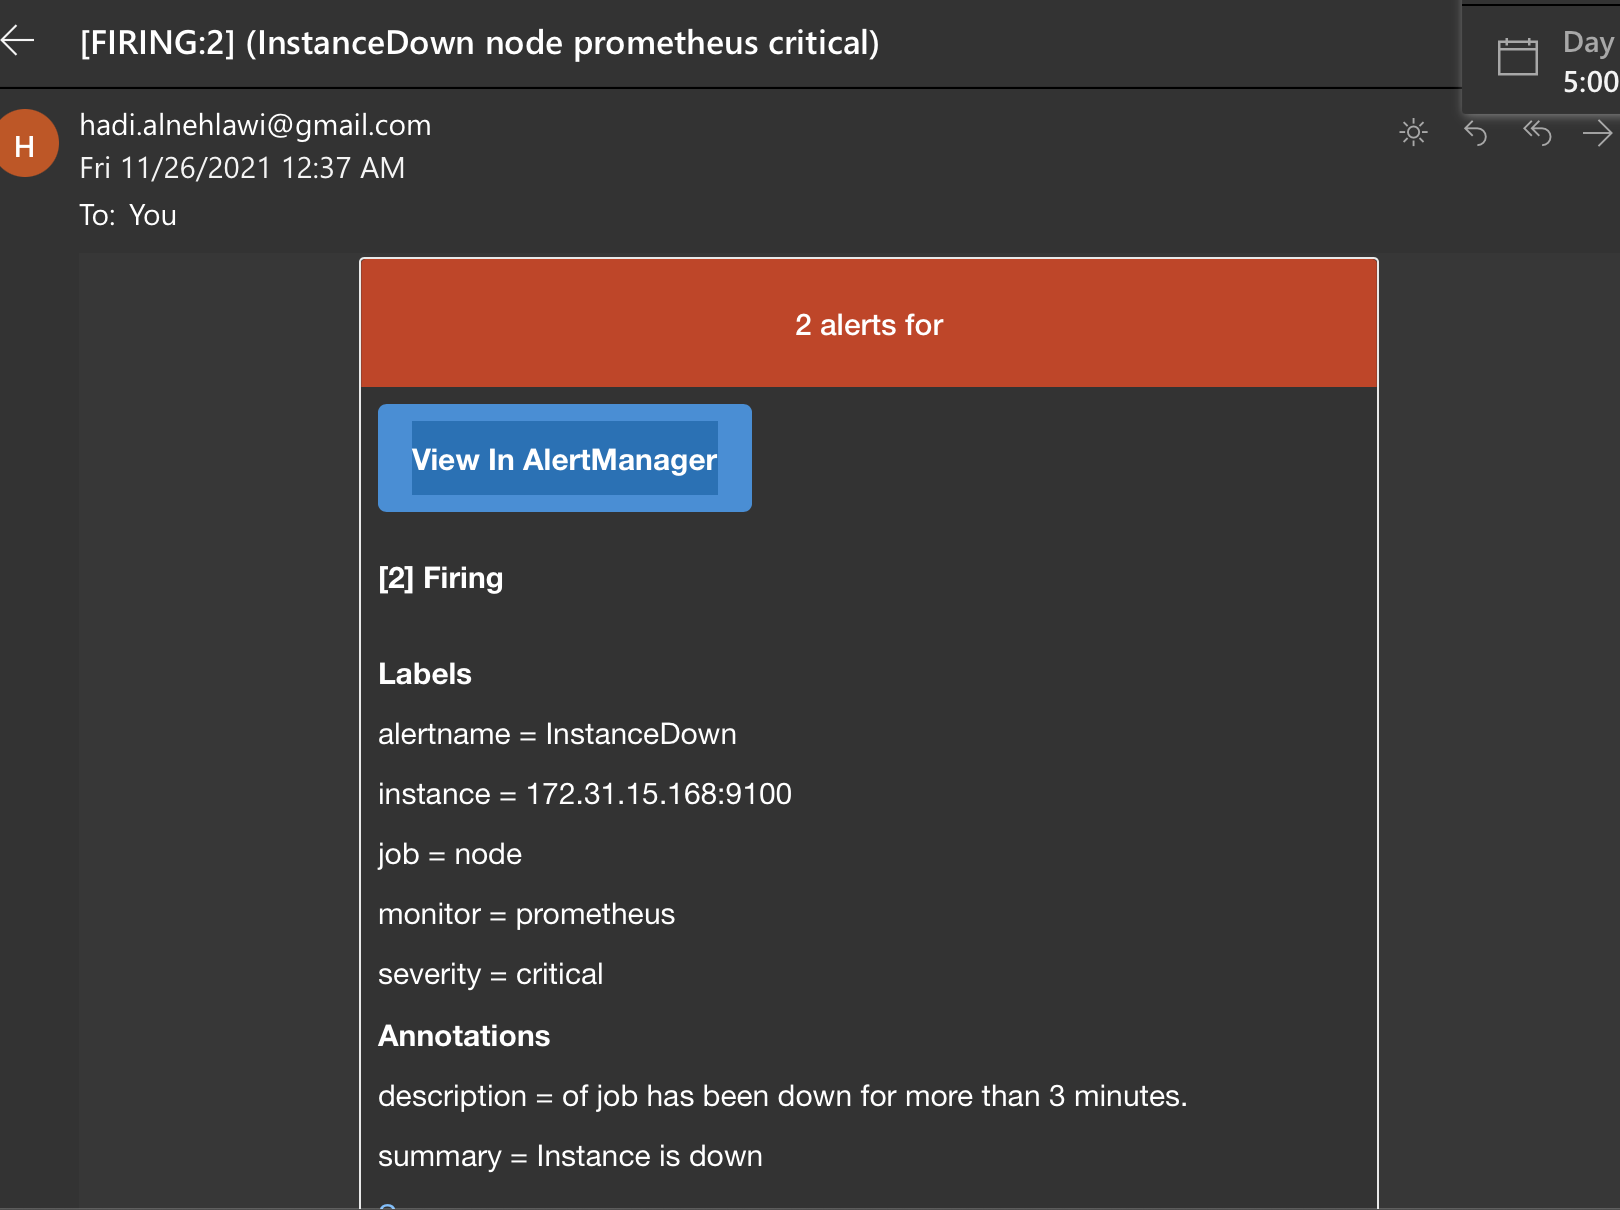 [FIRING:2] (InstanceDown node prometheus critical)
Day
5:00
H
hadi.alnehlawi@gmail.com
Fri 11/26/2021 12:37 AM
To: You
2 alerts for
View In AlertManager
[2] Firing
Labels
alertname = InstanceDown
instance = 172.31.15.168:9100
job = node
monitor = prometheus
severity = critical
Annotations
description = of job has been down for more than 3 minutes.
summary = Instance is down